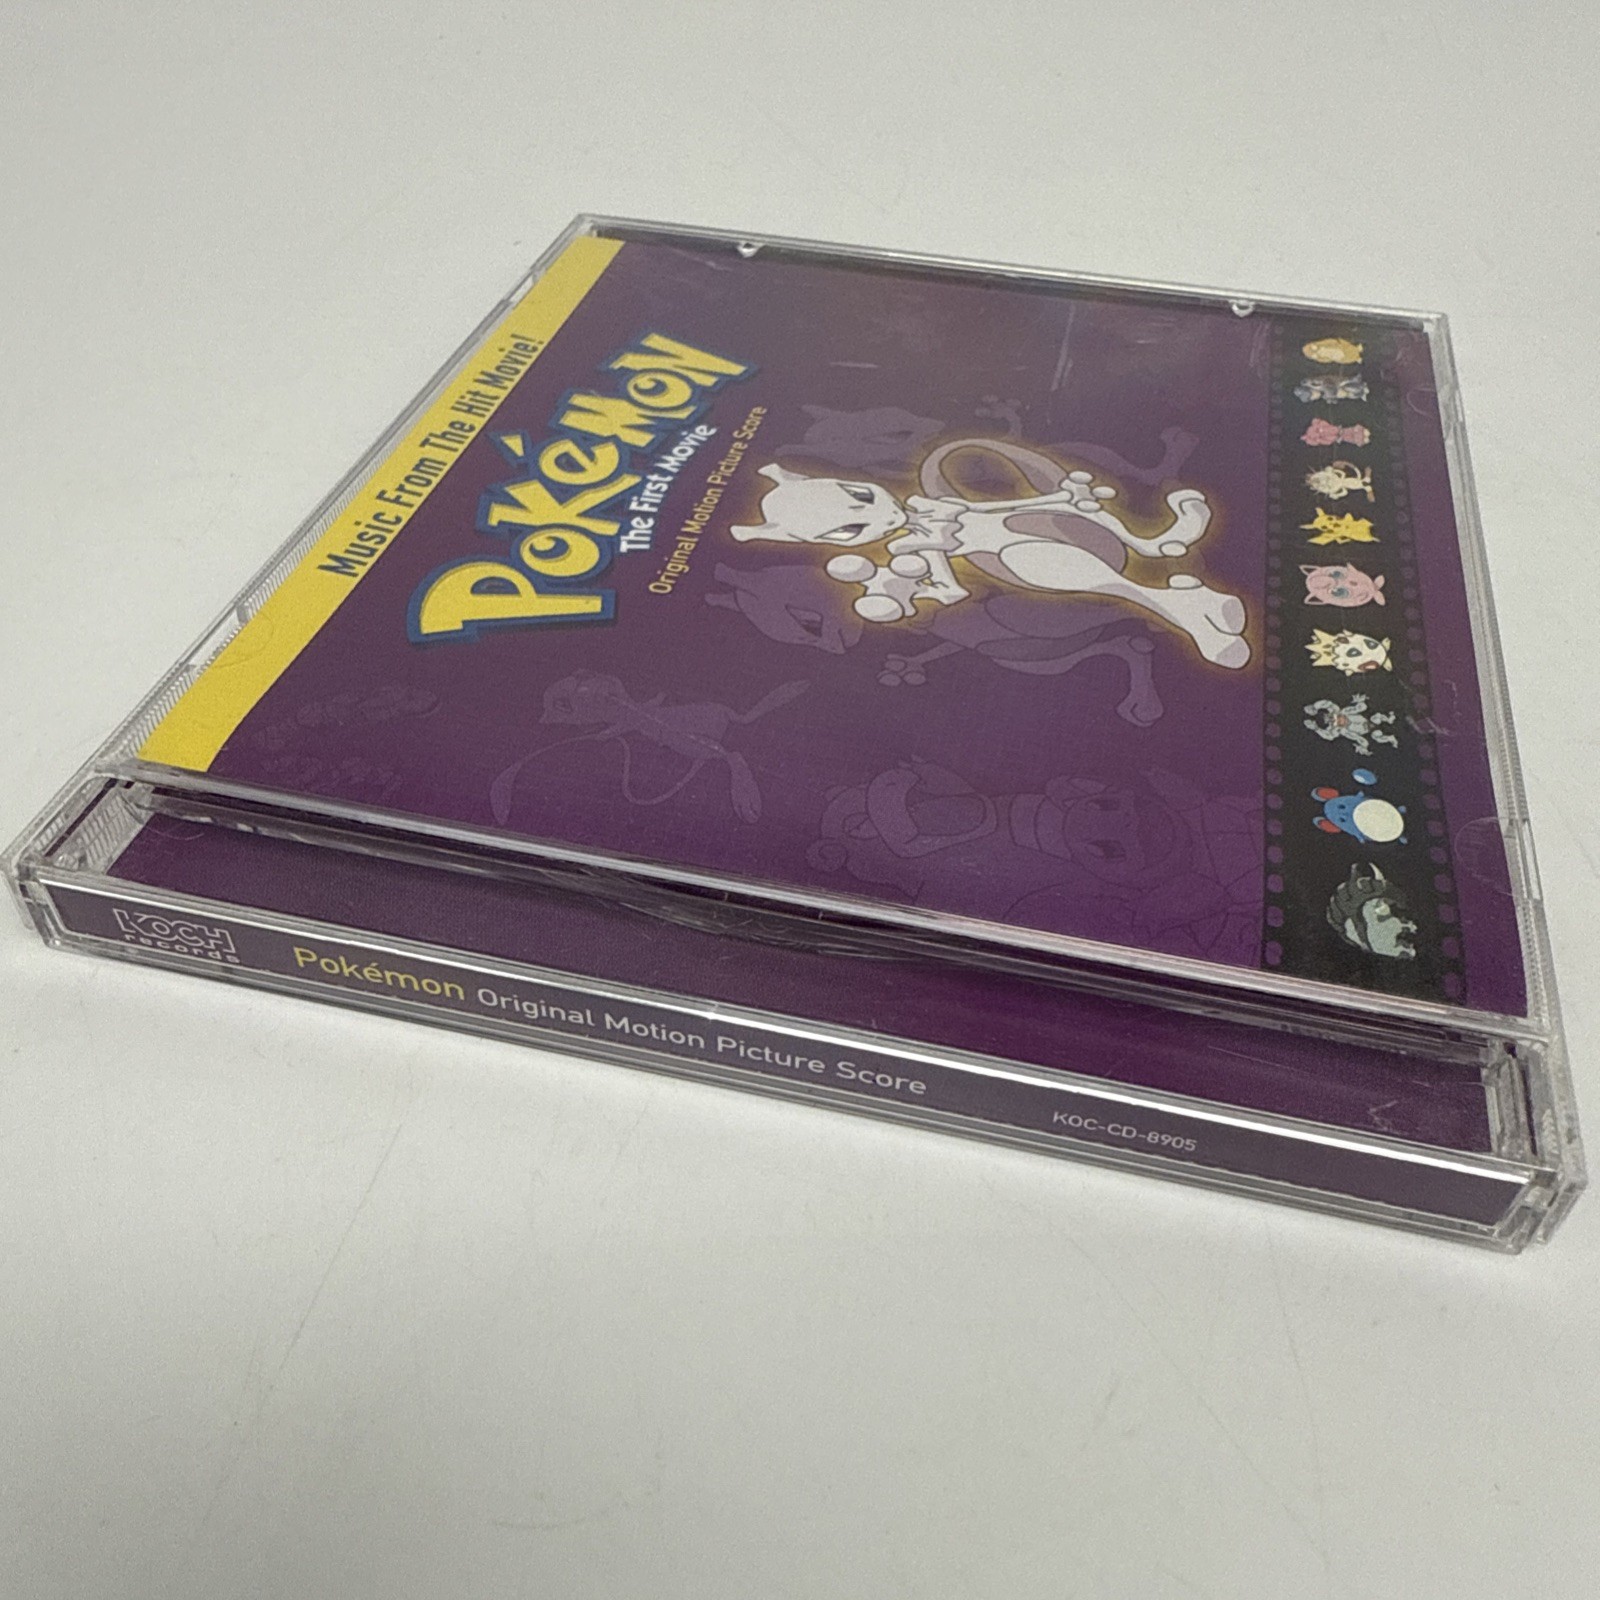 Music From The Hit Movie!
Pokémon
The First Movie
Original Motion Picture Score
KOCH
records
Pokémon Original Motion Picture Score
KOC-CD-8905